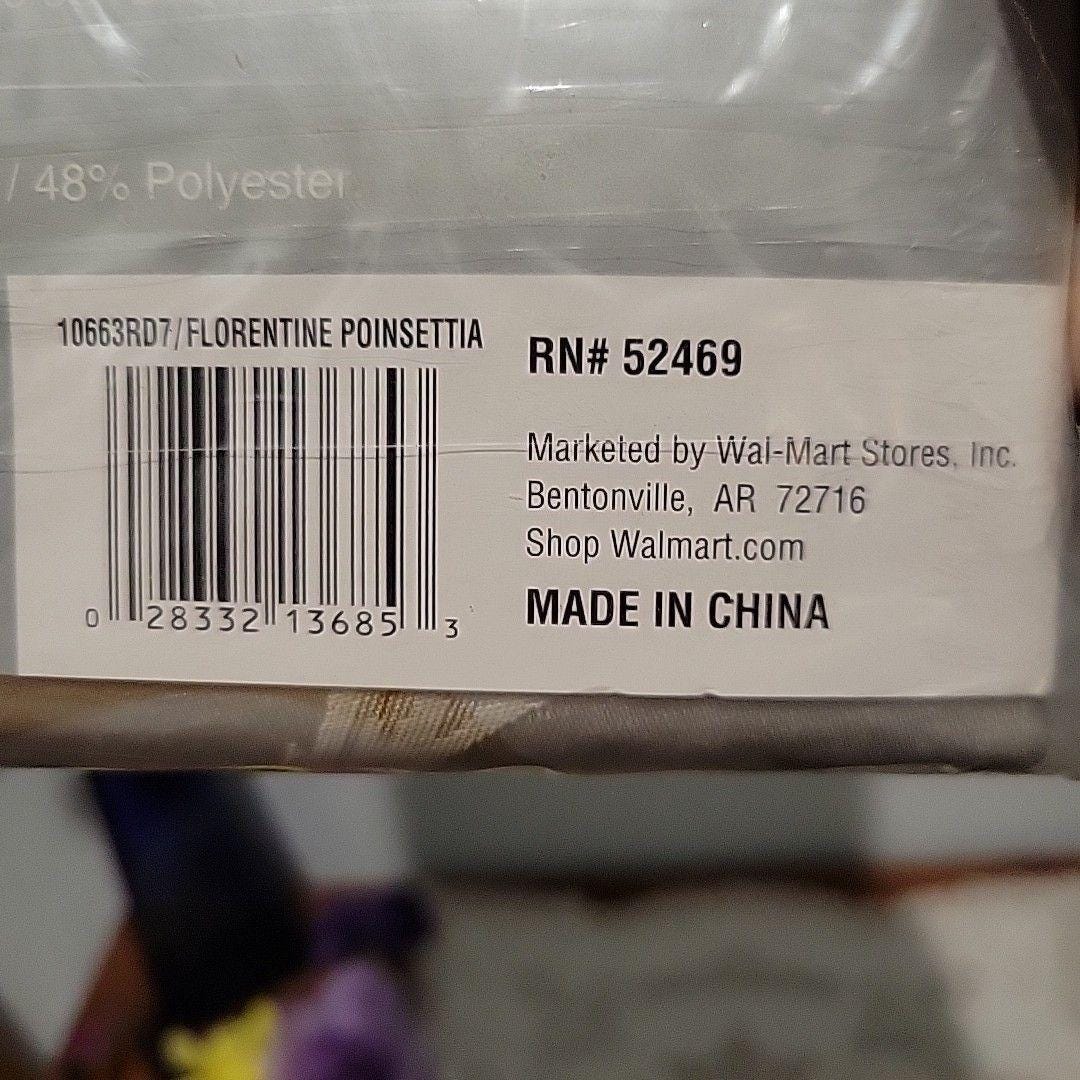 / 48% Polyester
10663RD7/FLORENTINE POINSETTIA
RN# 52469
Marketed by Wal-Mart Stores, Inc.
Bentonville, AR 72716
Shop Walmart.com
MADE IN CHINA
0 28332 13685 3